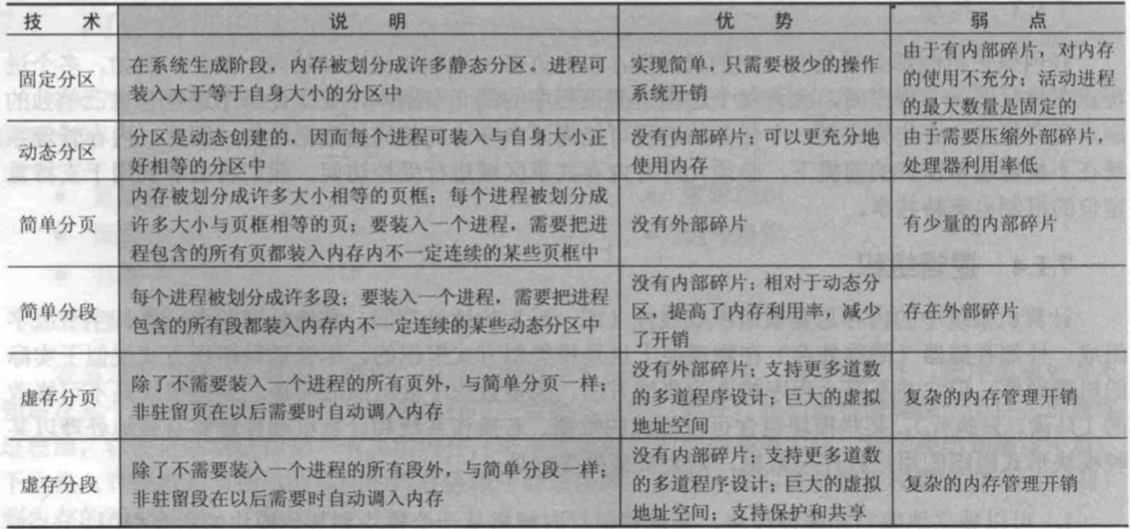 技 术 说 明 优 势 弱 点
固定分区
在系统生成阶段，内存被划分成许多静态分区。进程可
装入大于等于自身大小的分区中
实现简单，只需要极少的操作
系统开销
由于有内部碎片，对内存
的使用不充分；活动进程
的最大数量是固定的
动态分区
分区是动态创建的，因而每个进程可装入与自身大小正
好相等的分区中
没有内部碎片；可以更充分地
使用内存
由于需要压缩外部碎片，
处理器利用率低
简单分页
内存被划分成许多大小相等的页框；每个进程被划分成
许多大小与页框相等的页；要装入一个进程，需要把进
程包含的所有页都装入内存内不一定连续的某些页框中
没有外部碎片
有少量的内部碎片
简单分段
每个进程被划分成许多段；要装入一个进程，需要把进程
包含的所有段都装入内存内不一定连续的某些动态分区中
没有内部碎片；相对于动态分
区，提高了内存利用率，减少
了开销
存在外部碎片
虚存分页
除了不需要装入一个进程的所有页外，与简单分页一样；
非驻留页在以后需要时自动调入内存
没有外部碎片；支持更多道数
的多道程序设计；巨大的虚拟
地址空间
复杂的内存管理开销
虚存分段
除了不需要装入一个进程的所有段外，与简单分段一样；
非驻留段在以后需要时自动调入内存
没有内部碎片；支持更多道数
的多道程序设计；巨大的虚拟
地址空间；支持保护和共享
复杂的内存管理开销